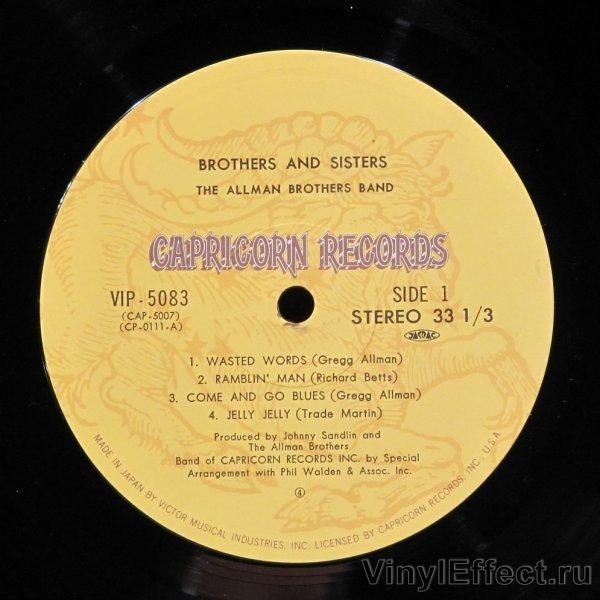 BROTHERS AND SISTERS
THE ALLMAN BROTHERS BAND
CAPRICORN RECORDS
VIP-5083
(CAP-5007)
(CP-0111-A)
SIDE 1
STEREO 33 1/3
JASRAC
1. WASTED WORDS (Gregg Allman)
2. RAMBLIN' MAN (Richard Betts)
3. COME AND GO BLUES (Gregg Allman)
4. JELLY JELLY (Trade Martin)
Produced by Johnny Sandlin and
The Allman Brothers
Band of CAPRICORN RECORDS INC. by Special
Arrangement with Phil Walden & Assoc. Inc.
④
MADE IN JAPAN BY VICTOR MUSICAL INDUSTRIES, INC. LICENSED BY CAPRICORN RECORDS, INC. U.S.A
VinylEffect.ru